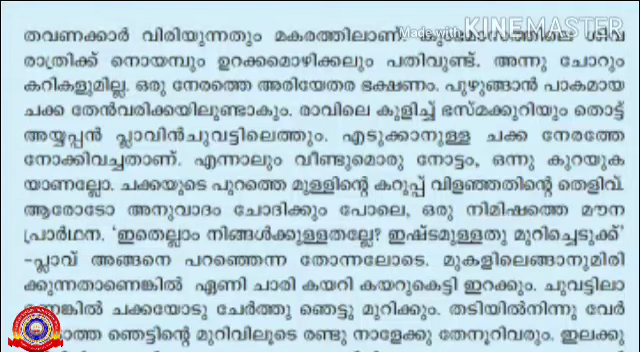 Made with KINEMASTER
തവണക്കാർ വിരിയുന്നതും മകരത്തിലാണ്. കുംഭമാസത്തിലെ ശിവ
രാത്രിക്ക് നൊയമ്പും ഉറക്കമൊഴിക്കലും പതിവുണ്ട്. അന്നു ചോറും
കറികളുമില്ല. ഒരു നേരത്തെ അരിയേതര ഭക്ഷണം. പുഴുങ്ങാൻ പാകമായ
ചക്ക തേൻവരിക്കയിലുണ്ടാകും. രാവിലെ കുളിച്ച് ഭസ്മക്കുറിയും തൊട്ട്
അയ്യപ്പൻ പ്ലാവിൻചുവട്ടിലെത്തും. എടുക്കാനുള്ള ചക്ക നേരത്തേ
നോക്കിവച്ചതാണ്. എന്നാലും വീണ്ടുമൊരു നോട്ടം, ഒന്നു കുറയുക
യാണല്ലോ. ചക്കയുടെ പുറത്തെ മുള്ളിന്റെ കറുപ്പ് വിളഞ്ഞതിന്റെ തെളിവ്.
ആരോടോ അനുവാദം ചോദിക്കും പോലെ, ഒരു നിമിഷത്തെ മൗന
പ്രാർഥന. 'ഇതെല്ലാം നിങ്ങൾക്കുള്ളതല്ലേ? ഇഷ്ടമുള്ളതു മുറിച്ചെടുക്ക്'
-പ്ലാവ് അങ്ങനെ പറഞ്ഞെന്ന തോന്നലോടെ. മുകളിലെങ്ങാനുമിരി
ക്കുന്നതാണെങ്കിൽ ഏണി ചാരി കയറി കയറുകെട്ടി ഇറക്കും. ചുവട്ടിലാ
ണെങ്കിൽ ചക്കയോടു ചേർത്തു ഞെട്ടു മുറിക്കും. തടിയിൽനിന്നു വേർ
ഞെട്ടിന്റെ മുറിവിലൂടെ രണ്ടു നാളേക്കു തേനൂറിവരും. ഇലക്കു